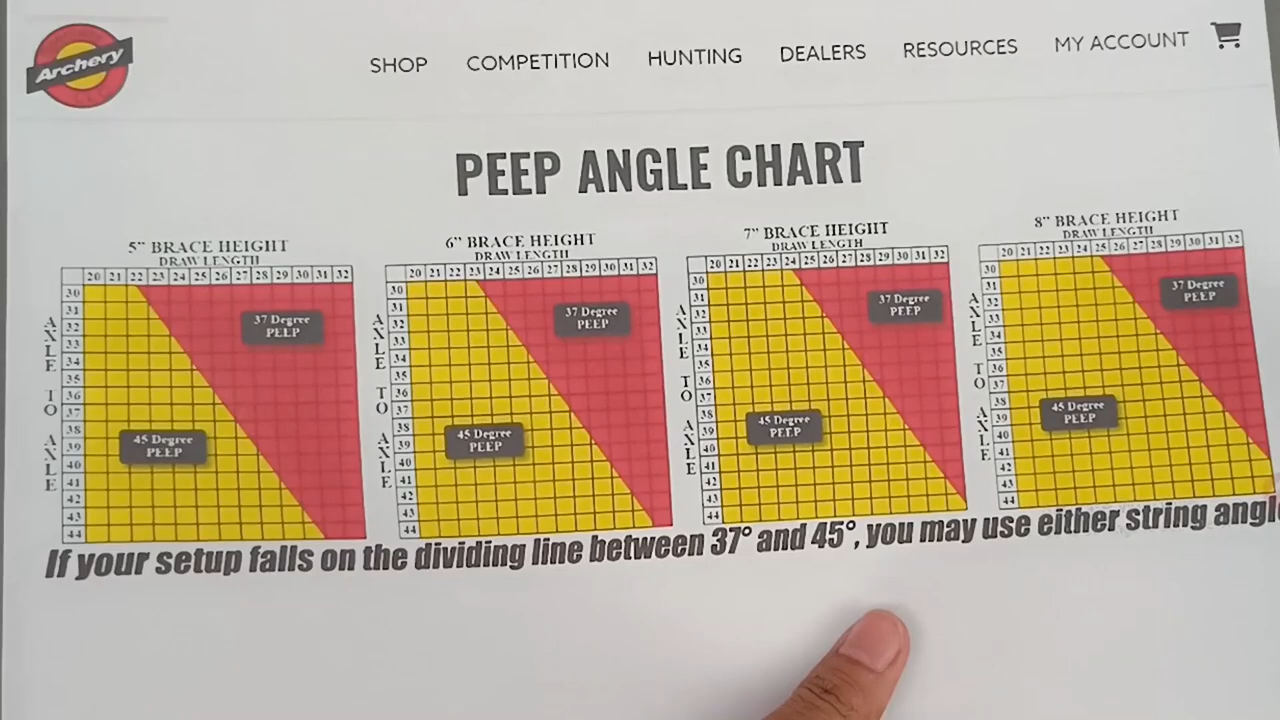 Archery
SHOP COMPETITION HUNTING DEALERS RESOURCES MY ACCOUNT
PEEP ANGLE CHART
5” BRACE HEIGHT
DRAW LENGTH
20 21 22 23 24 25 26 27 28 29 30 31 32
30
31
32
33
34
35
36
37
38
39
40
41
42
43
44
AXLE TO AXLE
37 Degree
PEEP
45 Degree
PEEP
6” BRACE HEIGHT
DRAW LENGTH
20 21 22 23 24 25 26 27 28 29 30 31 32
30
31
32
33
34
35
36
37
38
39
40
41
42
43
44
AXLE TO AXLE
37 Degree
PEEP
45 Degree
PEEP
7” BRACE HEIGHT
DRAW LENGTH
20 21 22 23 24 25 26 27 28 29 30 31 32
30
31
32
33
34
35
36
37
38
39
40
41
42
43
44
AXLE TO AXLE
37 Degree
PEEP
45 Degree
PEEP
8” BRACE HEIGHT
DRAW LENGTH
20 21 22 23 24 25 26 27 28 29 30 31 32
30
31
32
33
34
35
36
37
38
39
40
41
42
43
44
AXLE TO AXLE
37 Degree
PEEP
45 Degree
PEEP
If your setup falls on the dividing line between 37° and 45°, you may use either string angl